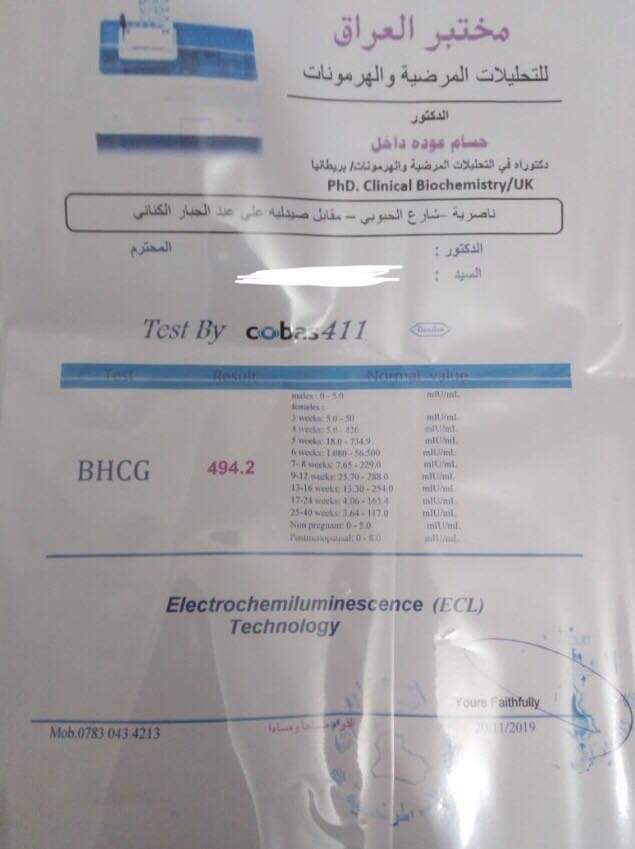 مختبر العراق
للتحليلات المرضية والهرمونات
الدكتور
حسام عوده داخل
دكتوراه في التحليلات المرضية والهرمونات/ بريطانيا
PhD. Clinical Biochemistry/UK
ناصرية –شارع الحبوبي – مقابل صيدليه علي عبد الجبار الكناني
الدكتور : المحترم
السيد :
Test By cobas411
Test Result Normal value
males : 0 - 5.0 mIU/mL
females :
3 weeks: 5.0 - 50 mIU/mL
4 weeks: 5.0 - 426 mIU/mL
5 week: 18.0 - 734.9 mIU/mL
6 weeks: 1.080 - 56.500 mIU/mL
7- 8 weeks: 7.65 - 229.0 mIU/mL
BHCG 494.2
9-12 weeks: 25.70 - 288.0 mIU/mL
13-16 weeks: 13.30 - 254.0 mIU/mL
17-24 weeks: 4.06 - 165.4 mIU/mL
25-40 weeks: 3.64 - 117.0 mIU/mL
Non pregnant: 0 - 5.0 mIU/mL
Postmenopausal: 0 - 8.0 mIU/mL
Electrochemiluminescence (ECL)
Technology
Yours Faithfully
Mob.0783 043 4213 صباحا ومساءا 20/11/2019